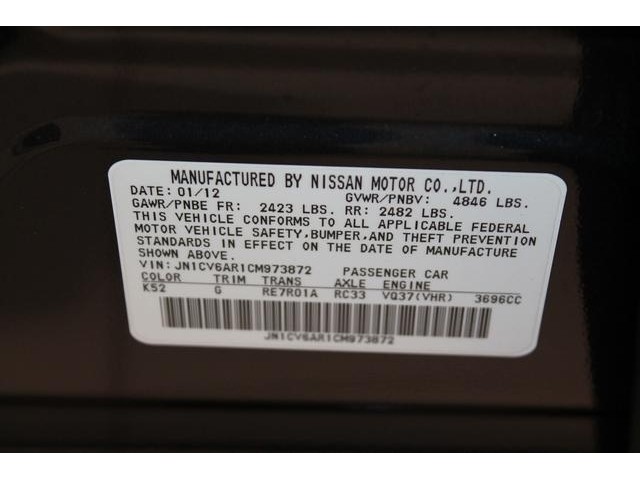 MANUFACTURED BY NISSAN MOTOR CO.,LTD.
DATE: 01/12 GVWR/PNBV: 4846 LBS.
GAWR/PNBE FR: 2423 LBS. RR: 2482 LBS.
THIS VEHICLE CONFORMS TO ALL APPLICABLE FEDERAL
MOTOR VEHICLE SAFETY,BUMPER,AND THEFT PREVENTION
STANDARDS IN EFFECT ON THE DATE OF MANUFACTURE
SHOWN ABOVE.
VIN: JN1CV6AR1CM973872 PASSENGER CAR
COLOR TRIM TRANS AXLE ENGINE
K52 G RE7R01A RC33 VQ37(VHR) 3696CC
JN1CV6AR1CM973872